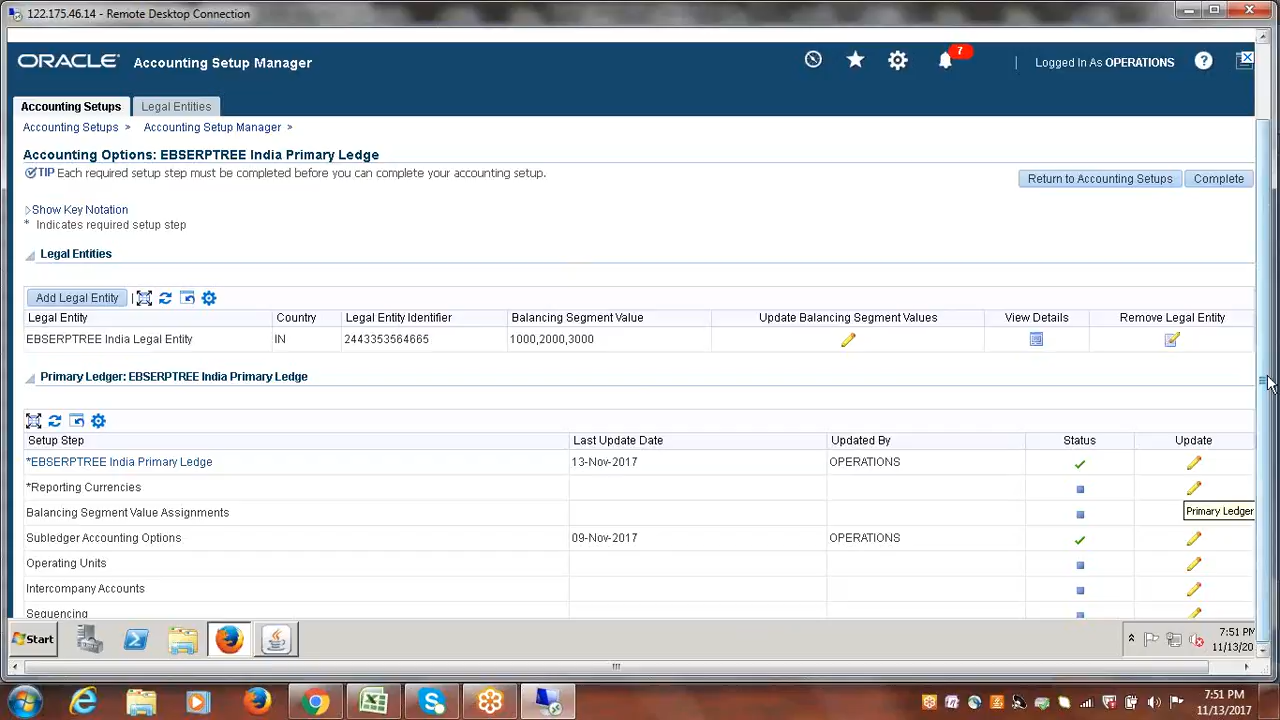 122.175.46.14 - Remote Desktop Connection
ORACLE Accounting Setup Manager
7
Logged In As OPERATIONS
Accounting Setups Legal Entities
Accounting Setups > Accounting Setup Manager >
Accounting Options: EBSERPTREE India Primary Ledge
TIP Each required setup step must be completed before you can complete your accounting setup.
Return to Accounting Setups Complete
Show Key Notation
* Indicates required setup step
Legal Entities
Add Legal Entity
Legal Entity Country Legal Entity Identifier Balancing Segment Value Update Balancing Segment Values View Details Remove Legal Entity
EBSERPTREE India Legal Entity IN 2443353564665 1000,2000,3000
Primary Ledger: EBSERPTREE India Primary Ledge
Setup Step Last Update Date Updated By Status Update
*EBSERPTREE India Primary Ledge 13-Nov-2017 OPERATIONS
*Reporting Currencies
Balancing Segment Value Assignments
Primary Ledger
Subledger Accounting Options 09-Nov-2017 OPERATIONS
Operating Units
Intercompany Accounts
Sequencing
Start
7:51 PM
11/13/20
7:51 PM
11/13/2017